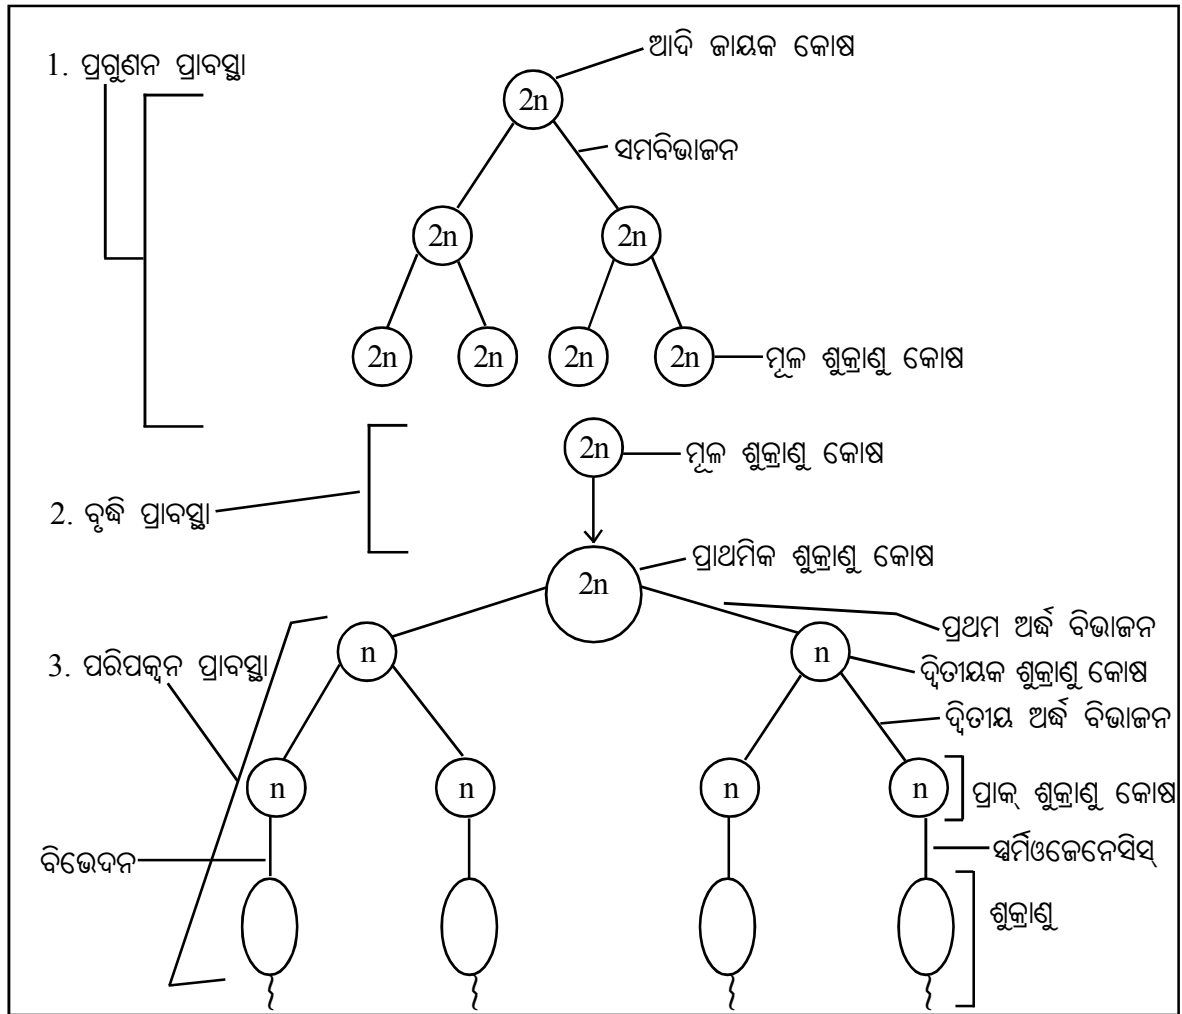 ଆଦି ଜାୟକ କୋଷ
1. ପ୍ରଗୁଣନ ପ୍ରାବସ୍ଥା
2n
ସମବିଭାଜନ
2n 2n
2n 2n 2n 2n ମୂଳ ଶୁକ୍ରାଣୁ କୋଷ
2n ମୂଳ ଶୁକ୍ରାଣୁ କୋଷ
2. ବୃଦ୍ଧି ପ୍ରାବସ୍ଥା
ପ୍ରାଥମିକ ଶୁକ୍ରାଣୁ କୋଷ
2n
ପ୍ରଥମ ଅର୍ଦ୍ଧ ବିଭାଜନ
n n
3. ପରିପକ୍ୱନ ପ୍ରାବସ୍ଥା
ଦ୍ୱିତୀୟକ ଶୁକ୍ରାଣୁ କୋଷ
ଦ୍ୱିତୀୟ ଅର୍ଦ୍ଧ ବିଭାଜନ
n n n n ପ୍ରାକ୍ ଶୁକ୍ରାଣୁ କୋଷ
ବିଭେଦନ
ସ୍ପର୍ମିଓଜେନେସିସ୍
ଶୁକ୍ରାଣୁ